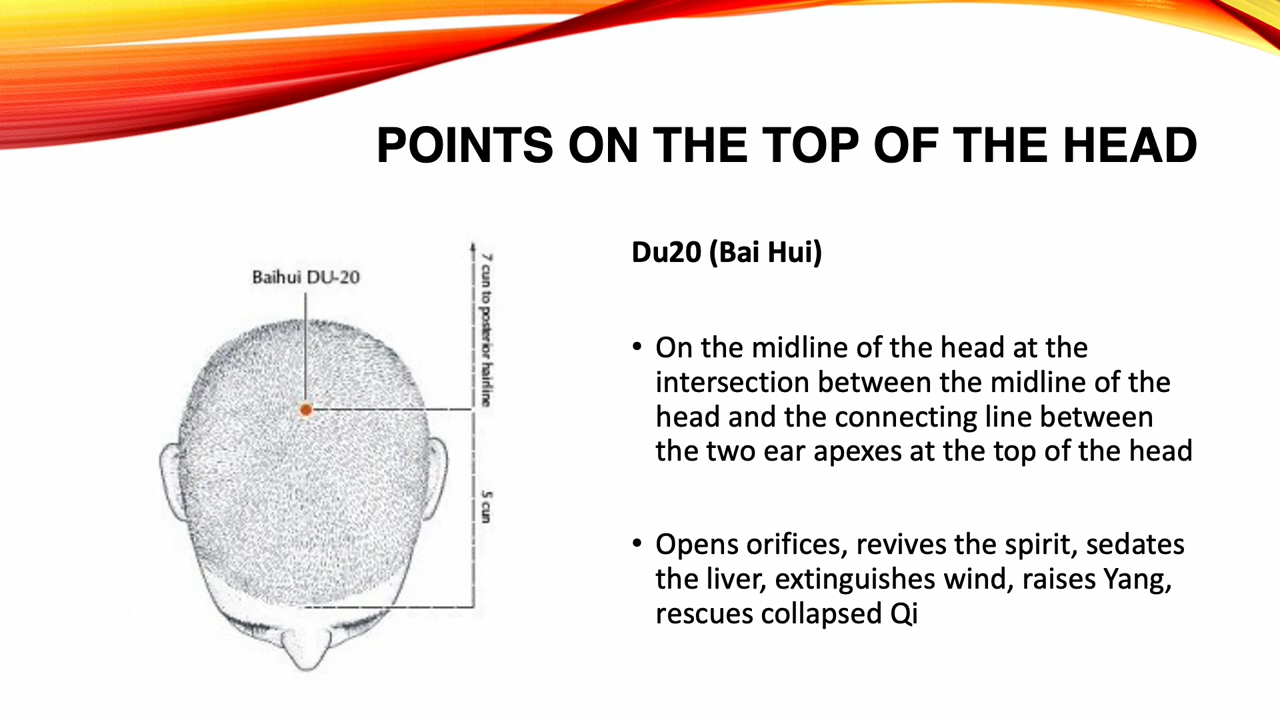 POINTS ON THE TOP OF THE HEAD
Baihui DU-20
7 cun to posterior hairline
5 cun
Du20 (Bai Hui)
• On the midline of the head at the
intersection between the midline of the
head and the connecting line between
the two ear apexes at the top of the head
• Opens orifices, revives the spirit, sedates
the liver, extinguishes wind, raises Yang,
rescues collapsed Qi